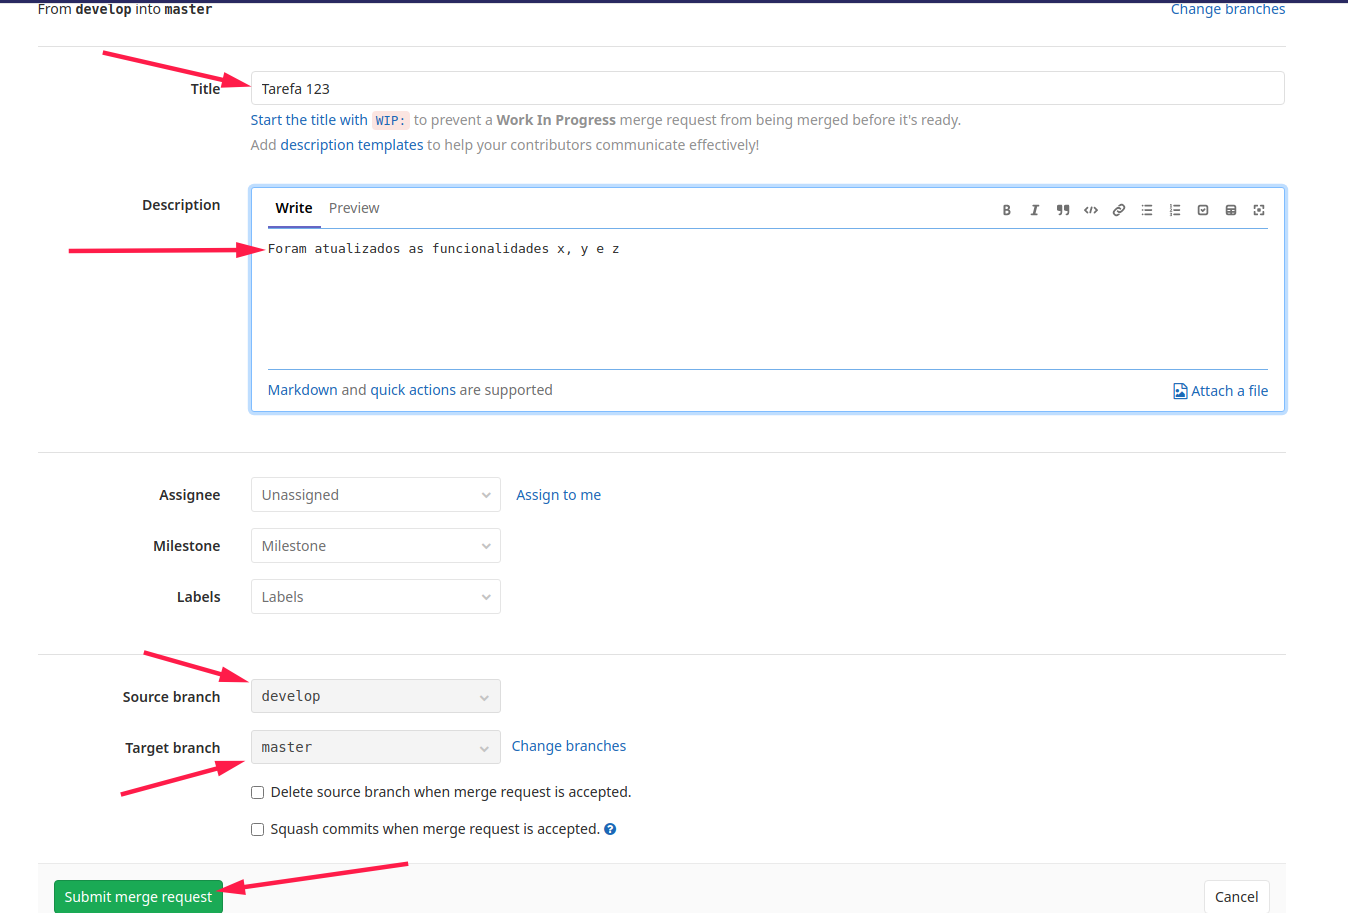 From develop into master
Change branches
Title
Tarefa 123
Start the title with WIP: to prevent a Work In Progress merge request from being merged before it's ready.
Add description templates to help your contributors communicate effectively!
Description
Write Preview
Foram atualizados as funcionalidades x, y e z
Markdown and quick actions are supported
Attach a file
Assignee
Unassigned
Assign to me
Milestone
Milestone
Labels
Labels
Source branch
develop
Target branch
master
Change branches
Delete source branch when merge request is accepted.
Squash commits when merge request is accepted. ?
Submit merge request
Cancel